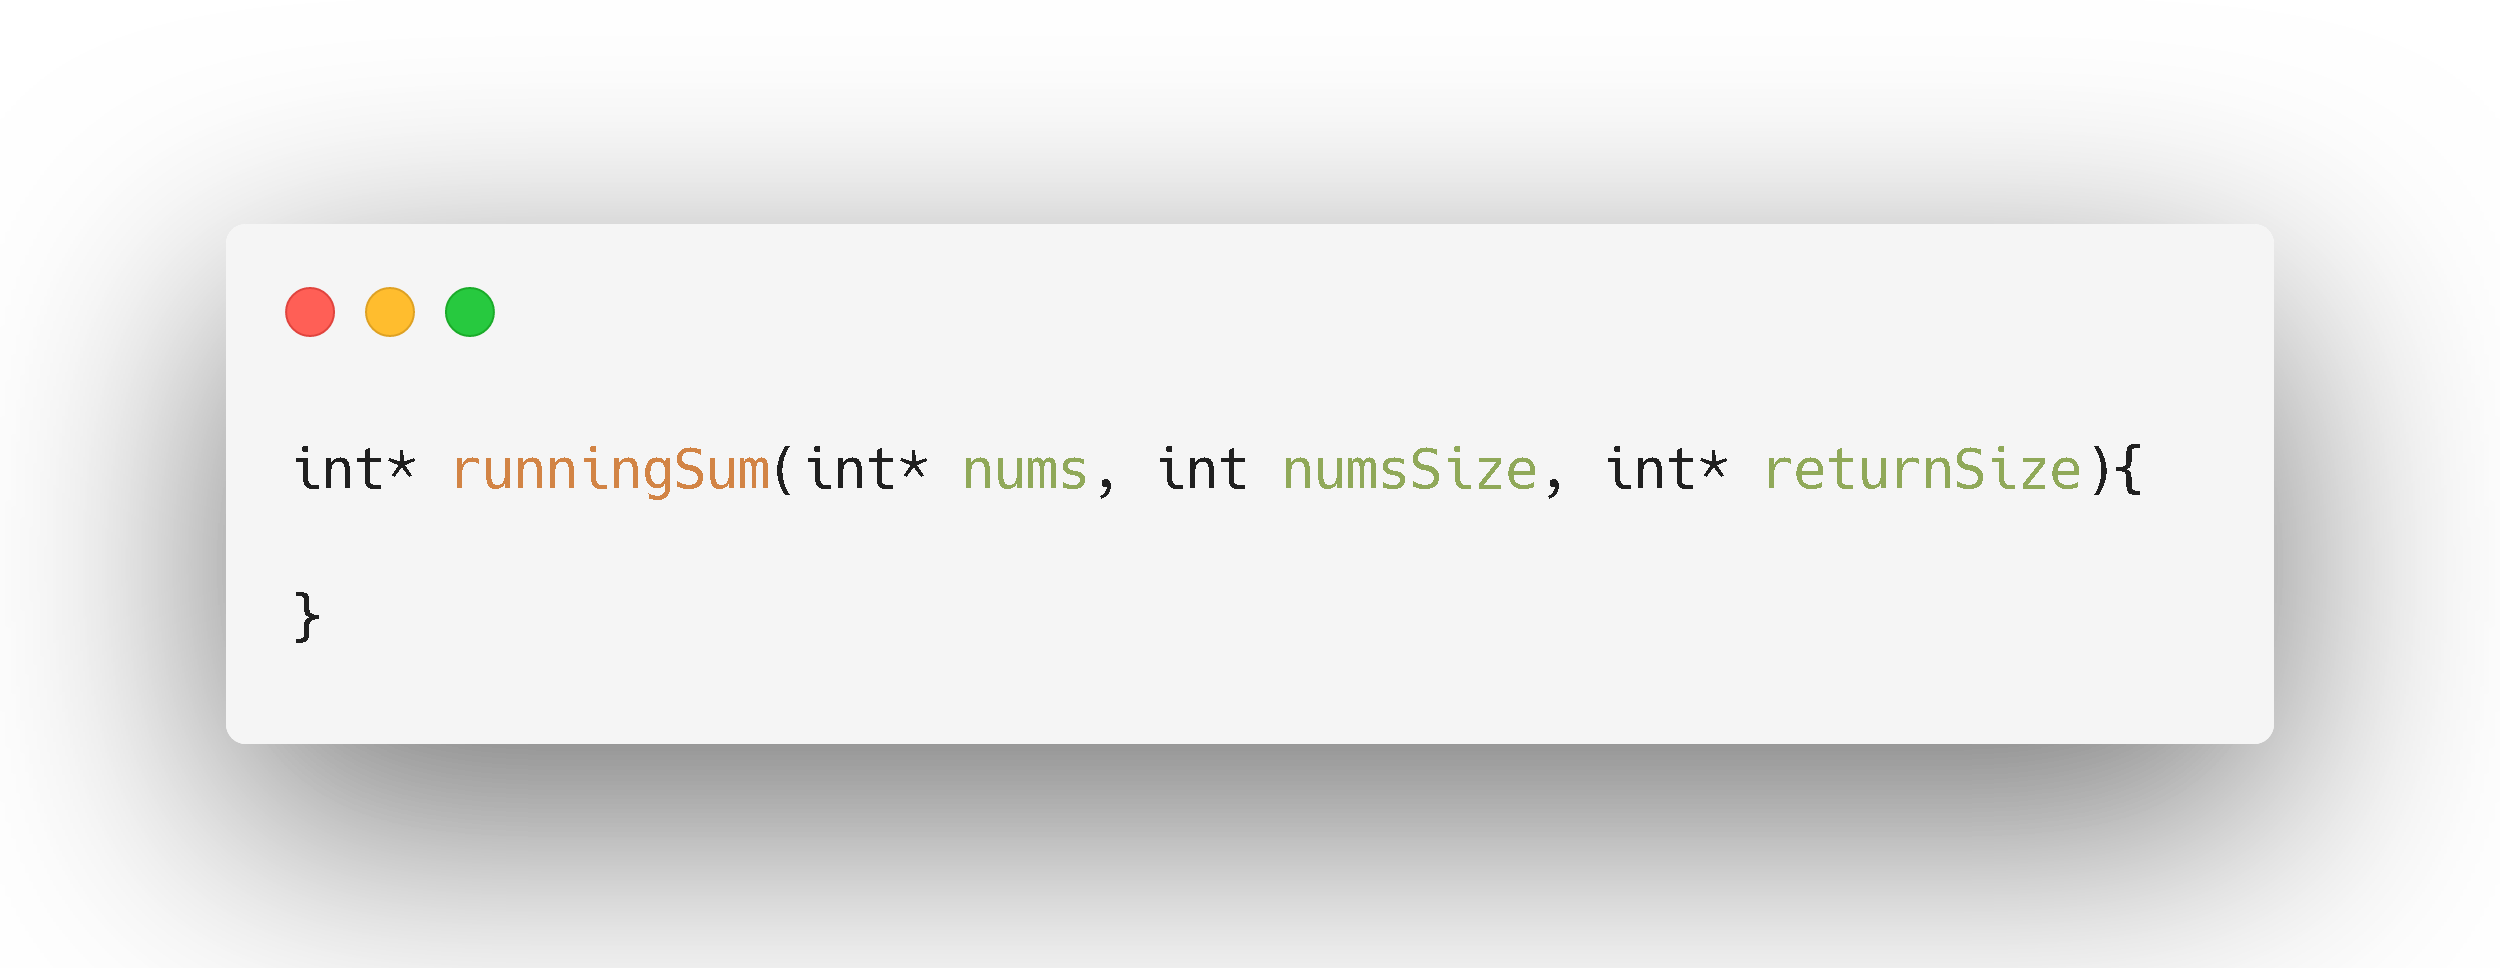 int* runningSum(int* nums, int numsSize, int* returnSize){
}